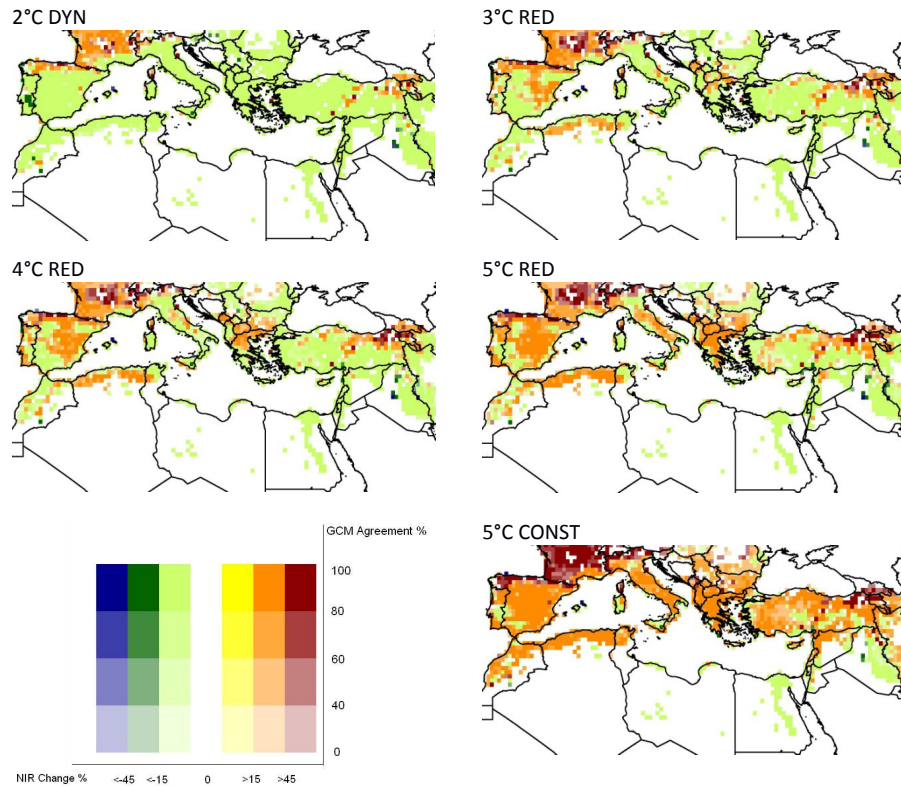 2°C DYN
3°C RED
4°C RED
5°C RED
5°C CONST
GCM Agreement %
100
80
60
40
0
NIR Change % <-45 <-15 0 >15 >45